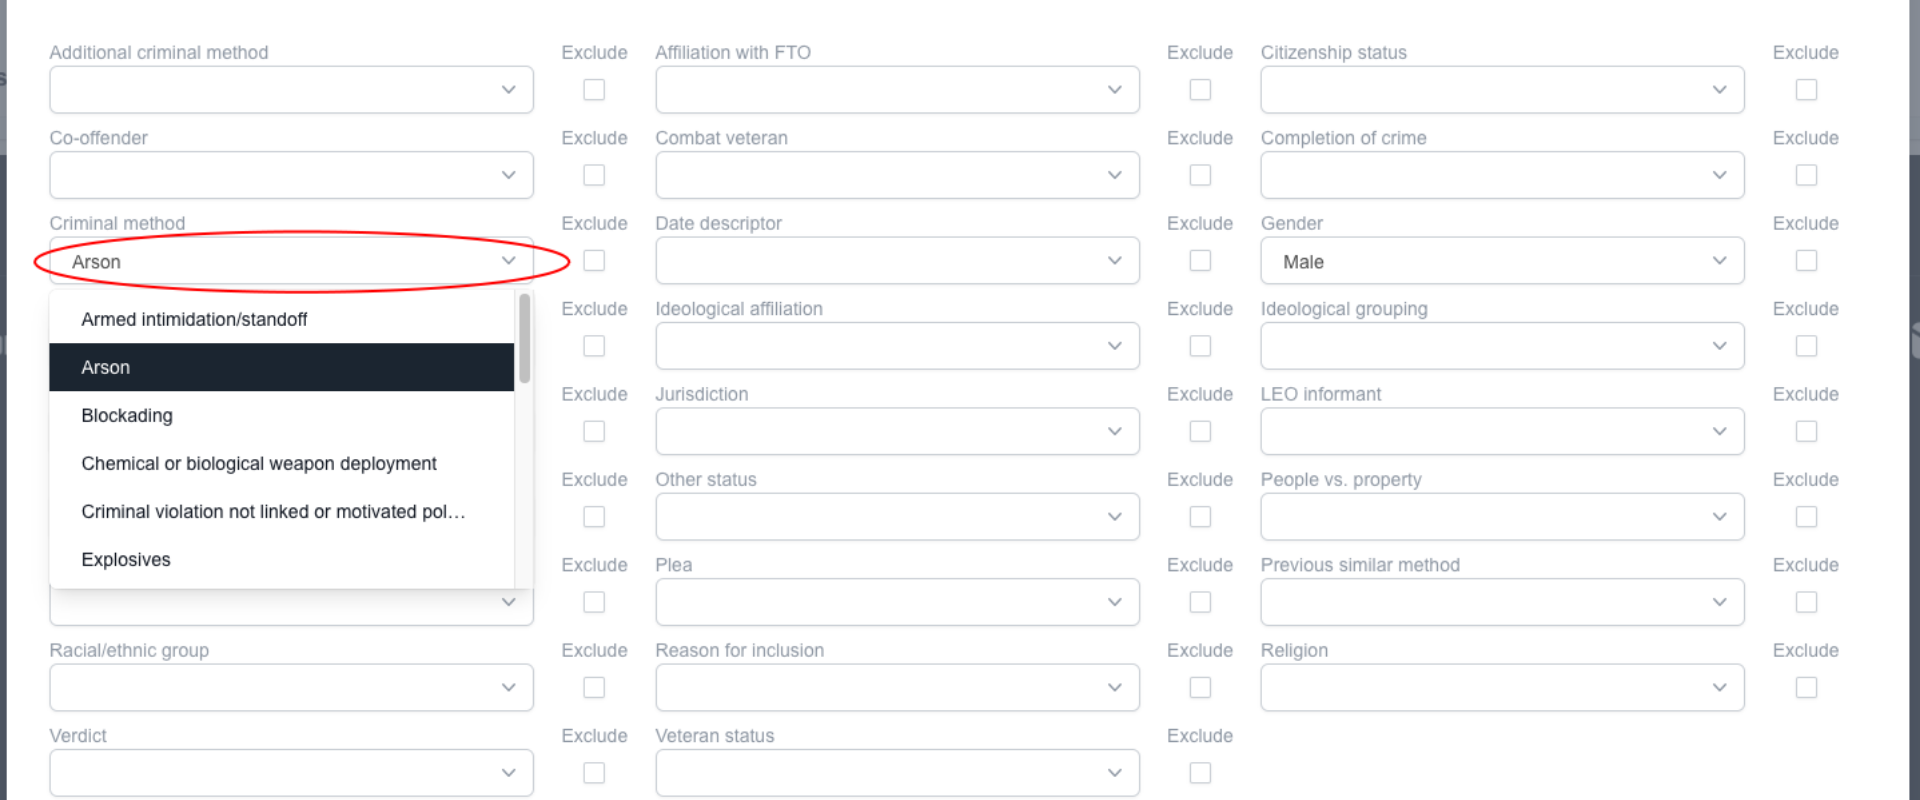 Additional criminal method Exclude Affiliation with FTO Exclude Citizenship status Exclude
Co-offender Exclude Combat veteran Exclude Completion of crime Exclude
Criminal method Exclude Date descriptor Exclude Gender Exclude
Arson Male
Exclude Ideological affiliation Exclude Ideological grouping Exclude
Armed intimidation/standoff
Arson
Exclude Jurisdiction Exclude LEO informant Exclude
Blockading
Chemical or biological weapon deployment
Exclude Other status Exclude People vs. property Exclude
Criminal violation not linked or motivated pol…
Explosives
Exclude Plea Exclude Previous similar method Exclude
Racial/ethnic group Exclude Reason for inclusion Exclude Religion Exclude
Verdict Exclude Veteran status Exclude